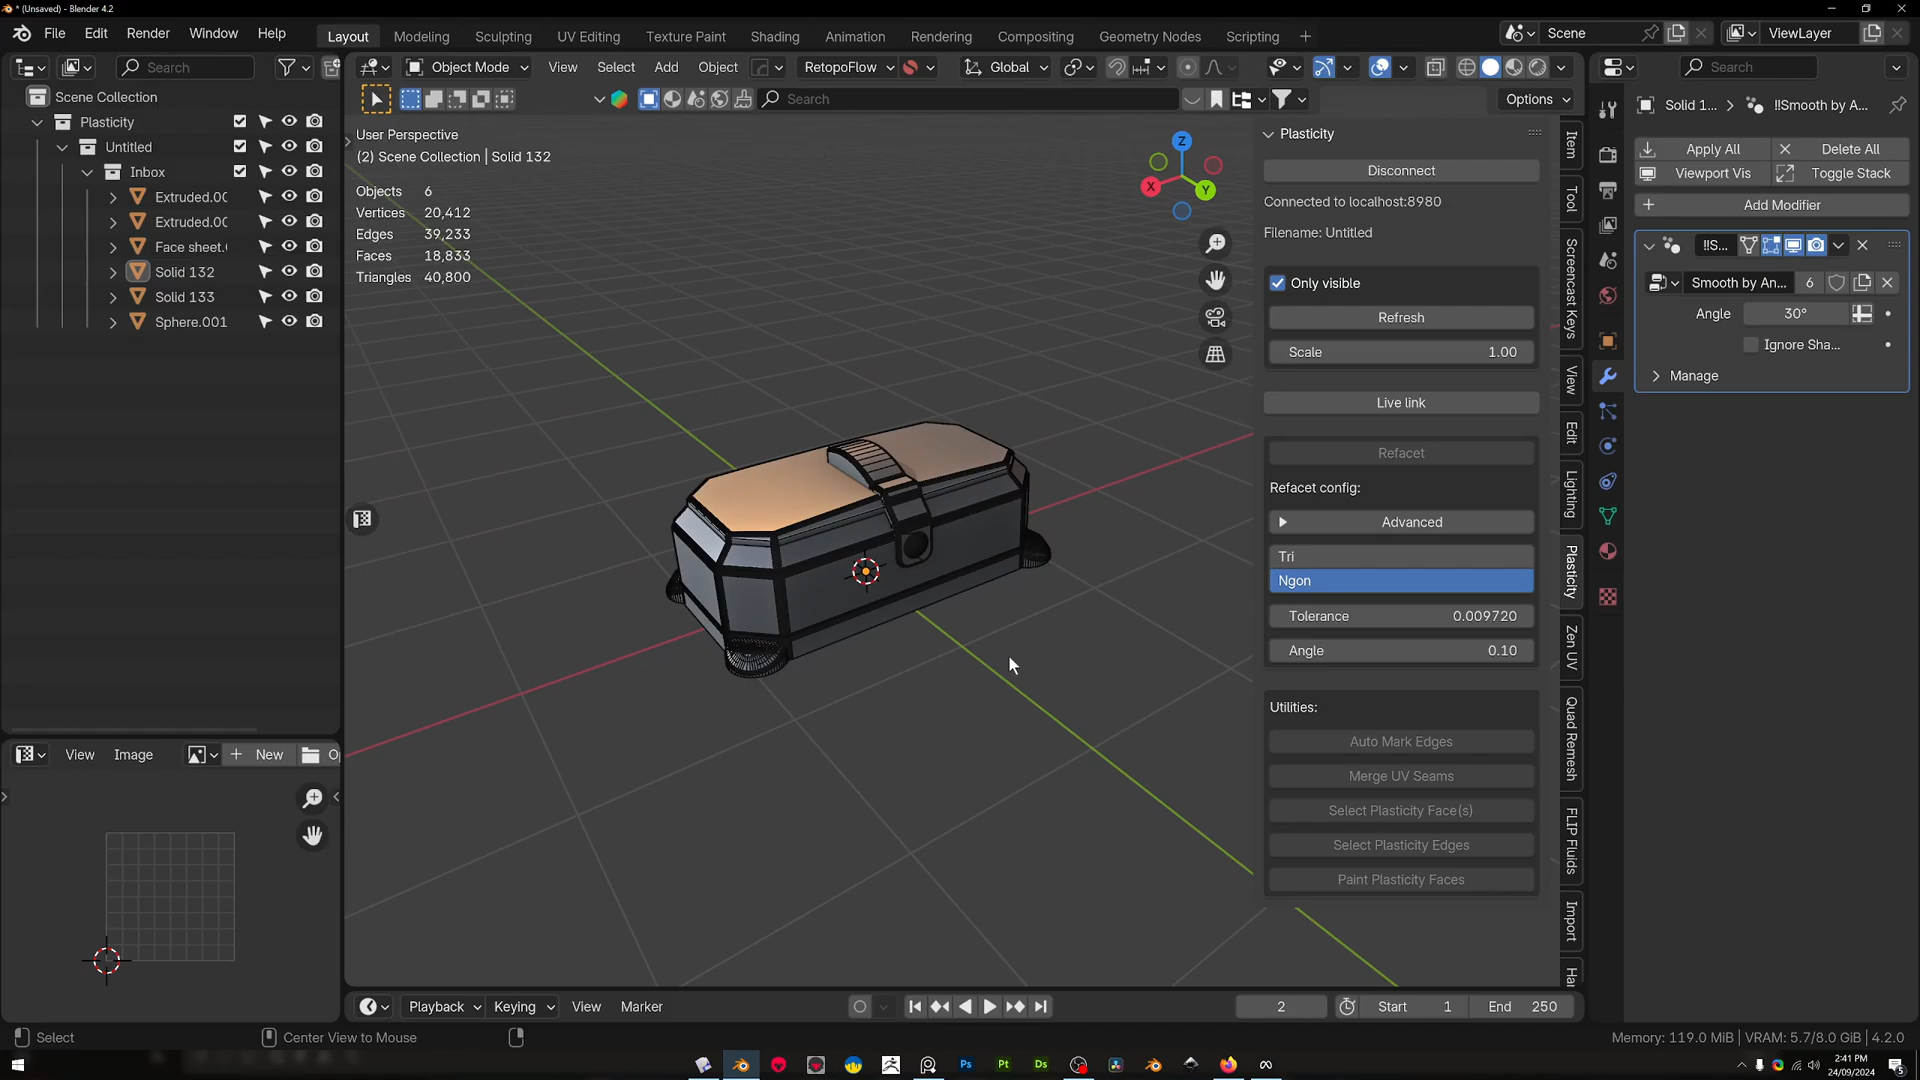 * (Unsaved) - Blender 4.2
File Edit Render Window Help
Layout Modeling Sculpting UV Editing Texture Paint Shading Animation Rendering Compositing Geometry Nodes Scripting +
Scene
ViewLayer
Search
Scene Collection
Plasticity
Untitled
Inbox
Extruded.00
Extruded.00
Face sheet.
Solid 132
Solid 133
Sphere.001
View Image New
Object Mode View Select Add Object RetopoFlow Global
Search
Options
User Perspective
(2) Scene Collection | Solid 132
Objects 6
Vertices 20,412
Edges 39,233
Faces 18,833
Triangles 40,800
Z
X
Y
Plasticity
Disconnect
Connected to localhost:8980
Filename: Untitled
Only visible
Refresh
Scale 1.00
Live link
Refacet
Refacet config:
Advanced
Tri
Ngon
Tolerance 0.009720
Angle 0.10
Utilities:
Auto Mark Edges
Merge UV Seams
Select Plasticity Face(s)
Select Plasticity Edges
Paint Plasticity Faces
Item
Tool
Screencast Keys
View
Edit
Lighting
Plasticity
Zen UV
Quad Remesh
FLIP Fluids
Import
Search
Solid 1... > !!Smooth by A...
Apply All Delete All
Viewport Vis Toggle Stack
Add Modifier
!!S...
Smooth by An... 6
Angle 30°
Ignore Sha...
Manage
Playback Keying View Marker
2 Start 1 End 250
Select Center View to Mouse
Memory: 119.0 MiB | VRAM: 5.7/8.0 GiB | 4.2.0
Ps Pt Ds
2:41 PM
24/09/2024
5